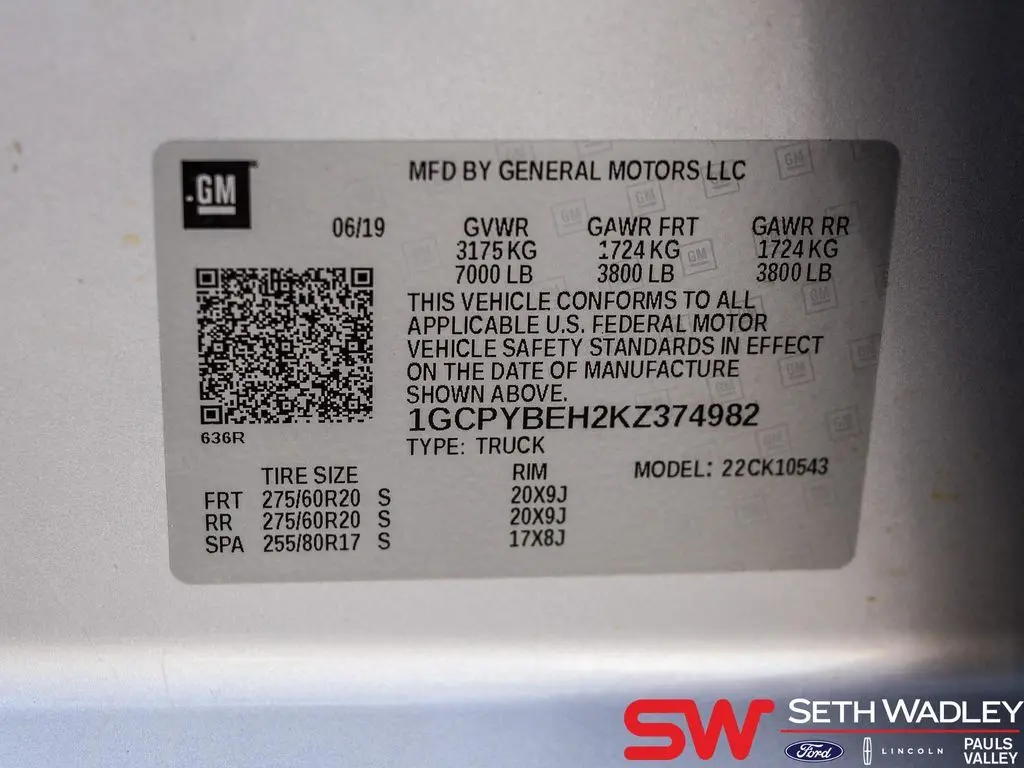 GM
MFD BY GENERAL MOTORS LLC
06/19 GVWR GAWR FRT GAWR RR
3175 KG 1724 KG 1724 KG
7000 LB 3800 LB 3800 LB
THIS VEHICLE CONFORMS TO ALL
APPLICABLE U.S. FEDERAL MOTOR
VEHICLE SAFETY STANDARDS IN EFFECT
ON THE DATE OF MANUFACTURE
SHOWN ABOVE.
1GCPYBEH2KZ374982
636R
TYPE: TRUCK
TIRE SIZE RIM MODEL: 22CK10543
FRT 275/60R20 S 20X9J
RR 275/60R20 S 20X9J
SPA 255/80R17 S 17X8J
SW SETH WADLEY
Ford LINCOLN PAULS
VALLEY